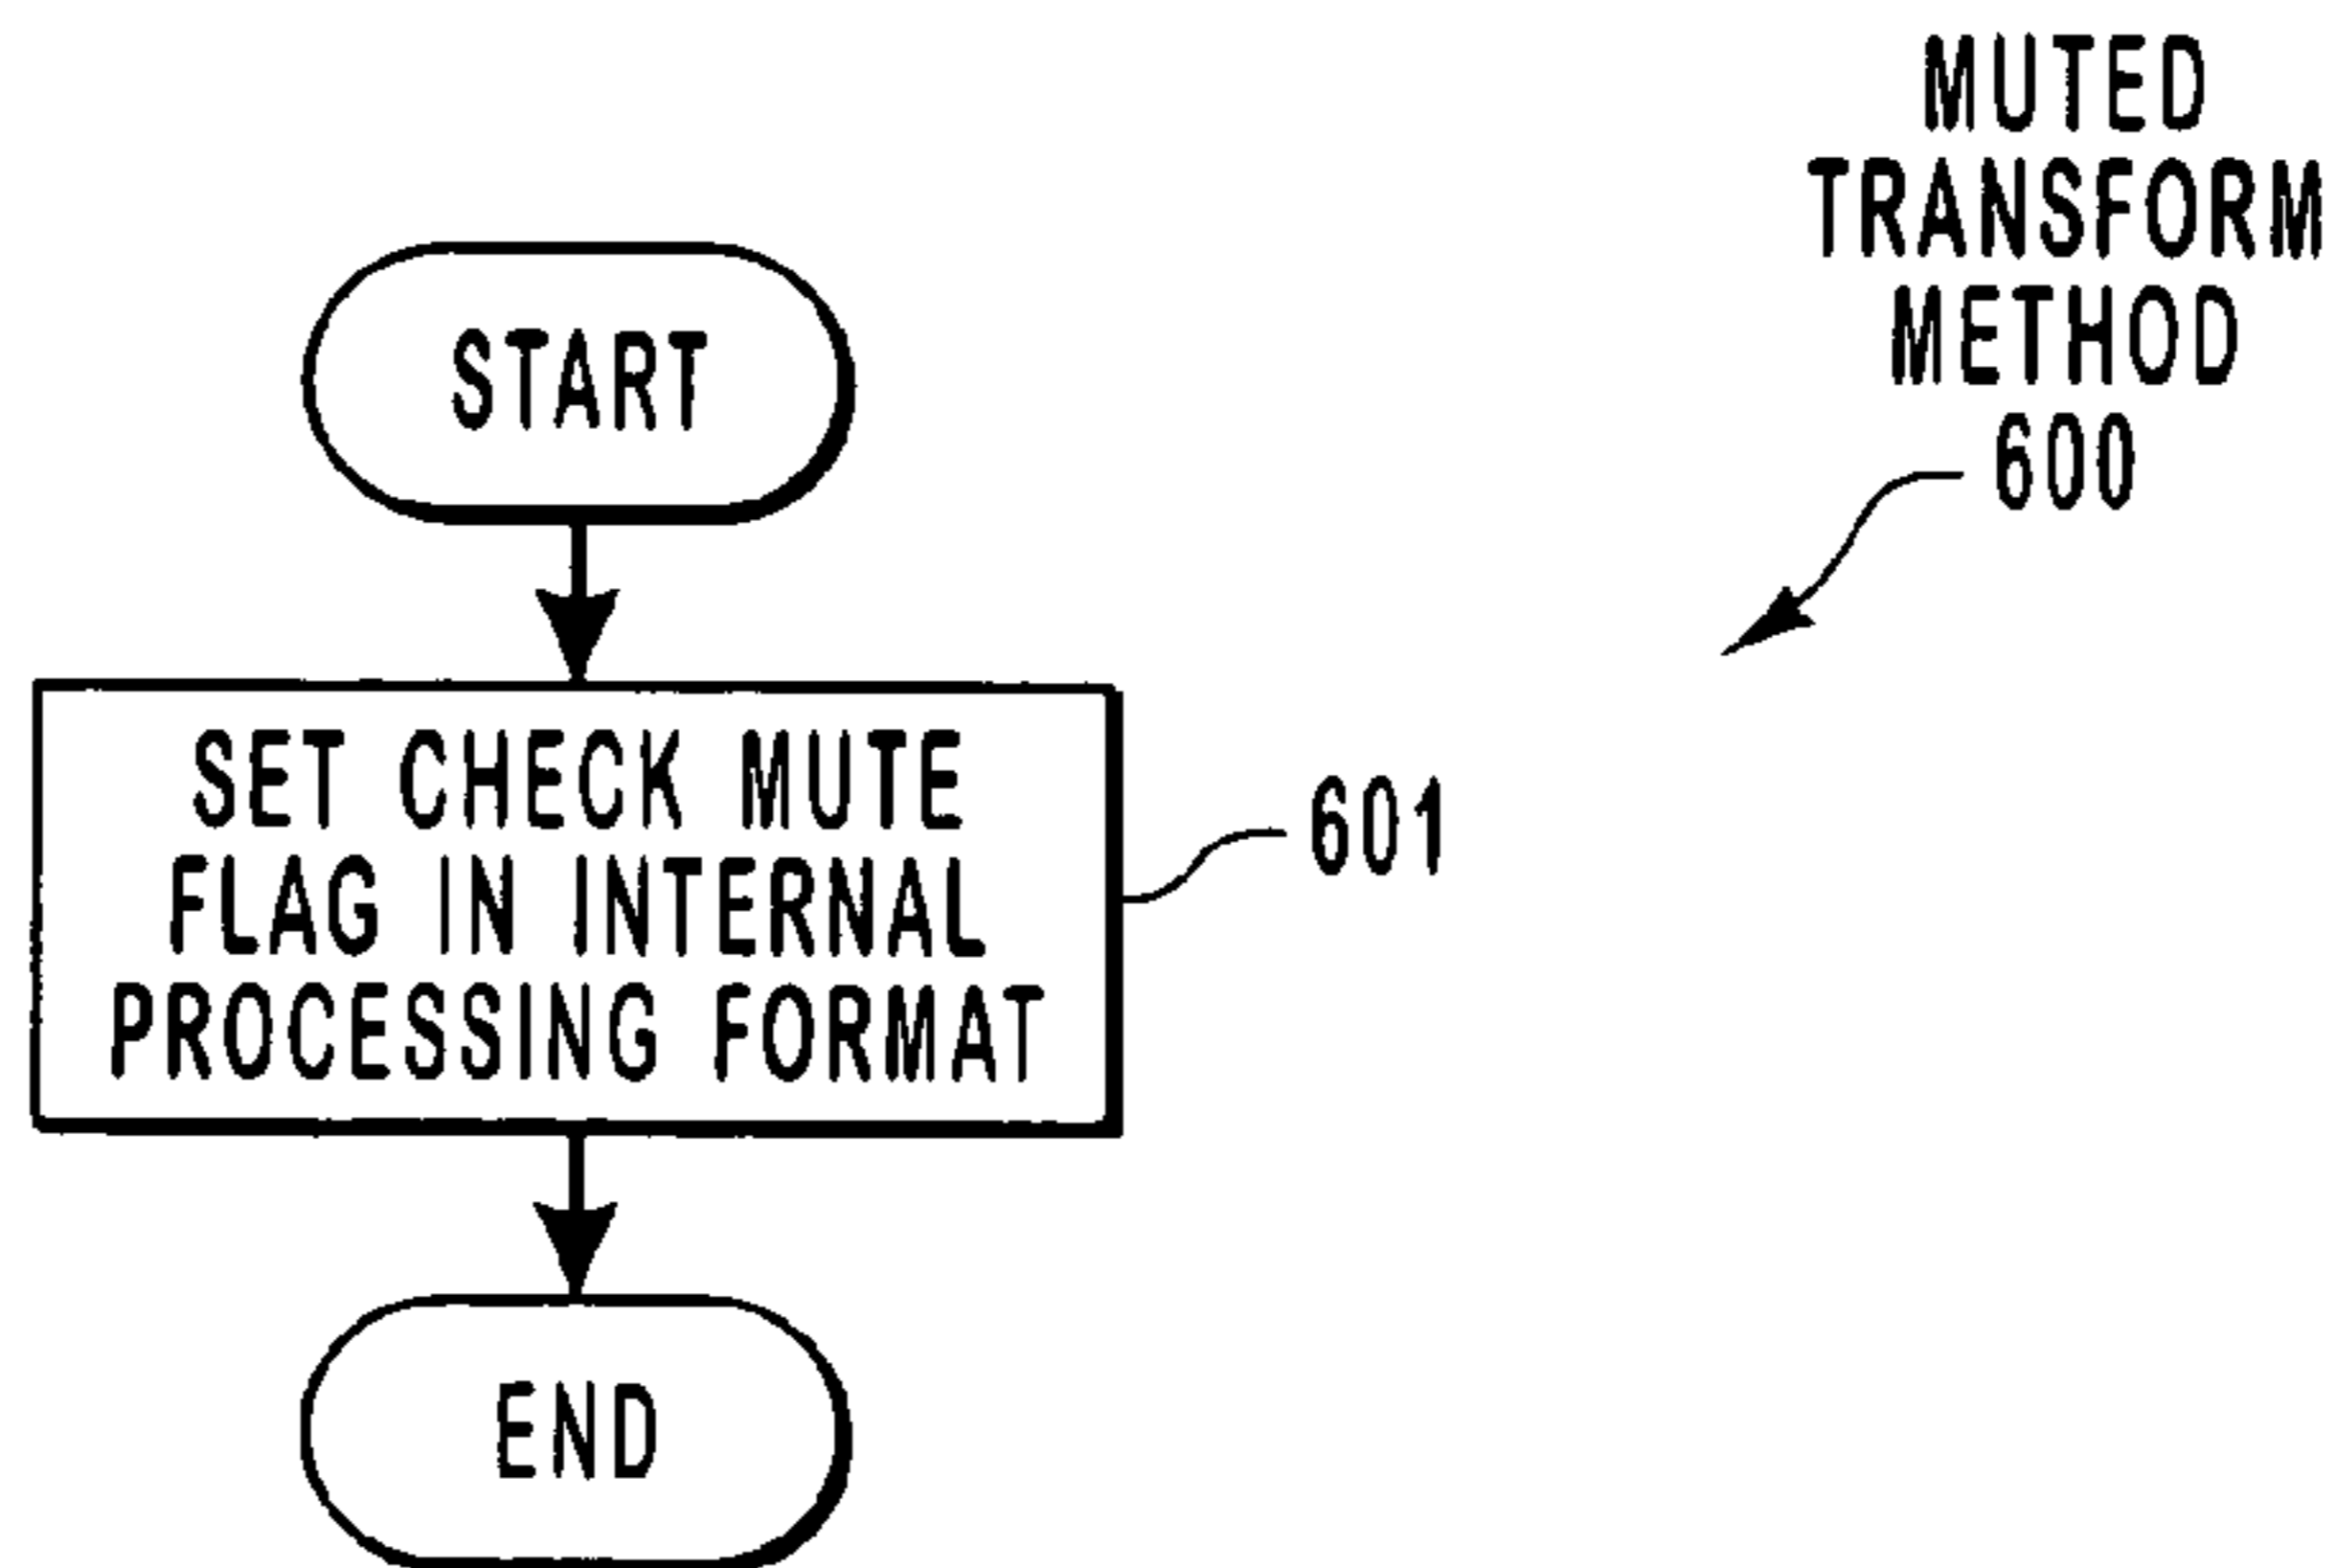 MUTED
TRANSFORM
METHOD
600
START
SET CHECK MUTE
FLAG IN INTERNAL
PROCESSING FORMAT
601
END